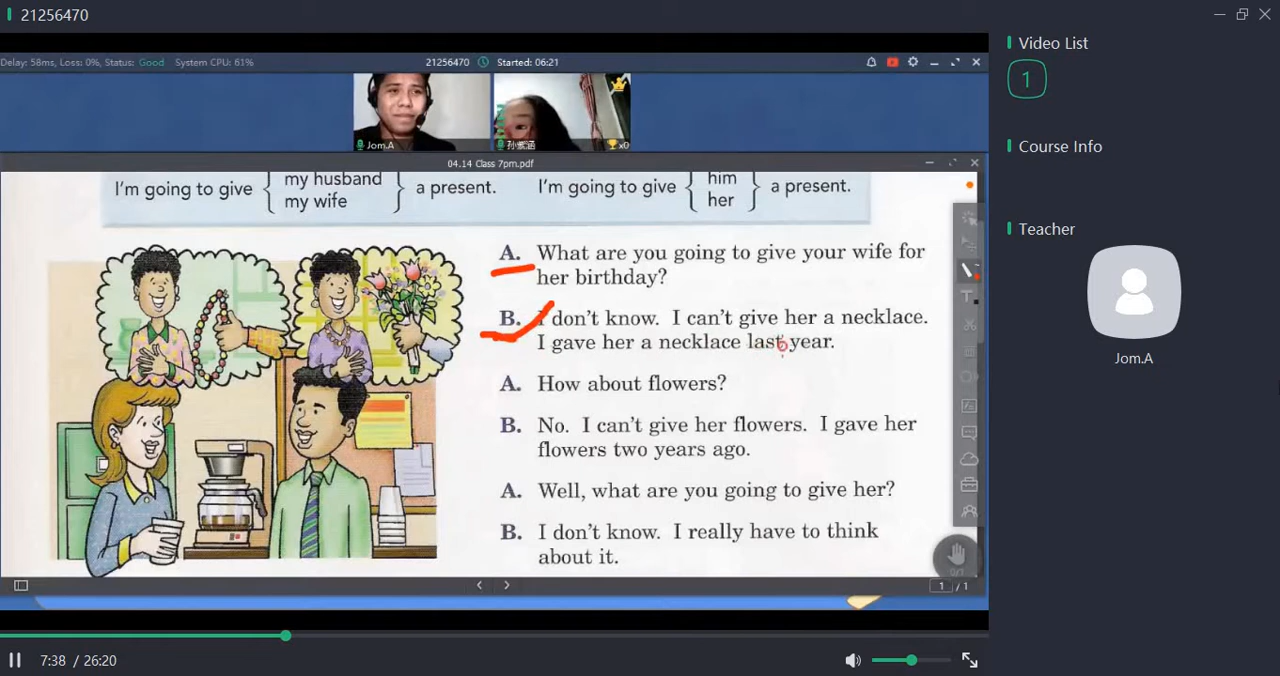 21256470
Video List
1
Course Info
Teacher
Jom.A
Delay: 58ms, Loss: 0%, Status: Good System CPU: 61%
21256470 Started: 06:21
Jom.A
孙紫涵
x0
04.14 Class 7pm.pdf
I'm going to give { my husband my wife } a present.
I'm going to give { him her } a present.
A. What are you going to give your wife for
her birthday?
B. I don't know. I can't give her a necklace.
I gave her a necklace last year.
A. How about flowers?
B. No. I can't give her flowers. I gave her
flowers two years ago.
A. Well, what are you going to give her?
B. I don't know. I really have to think
about it.
0/1
1 / 1
7:38 / 26:20